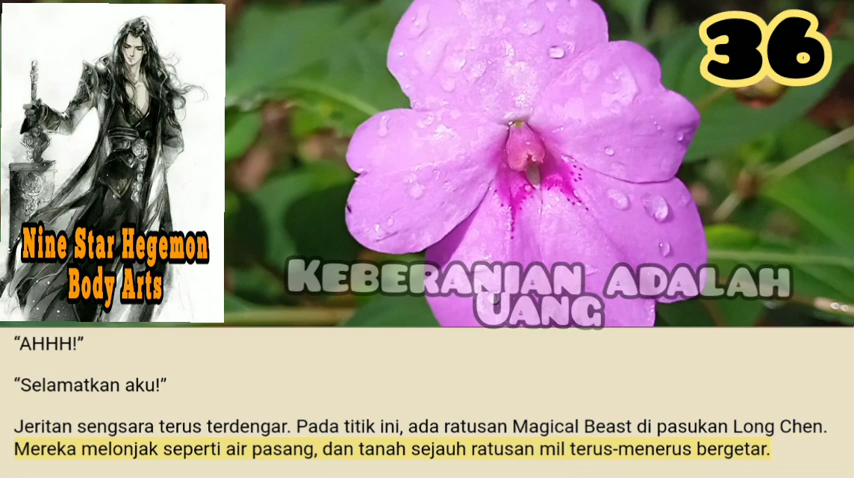 36
Nine Star Hegemon
Body Arts
Keberanian adalah
Uang
“AHHH!”
“Selamatkan aku!”
Jeritan sengsara terus terdengar. Pada titik ini, ada ratusan Magical Beast di pasukan Long Chen.
Mereka melonjak seperti air pasang, dan tanah sejauh ratusan mil terus-menerus bergetar.